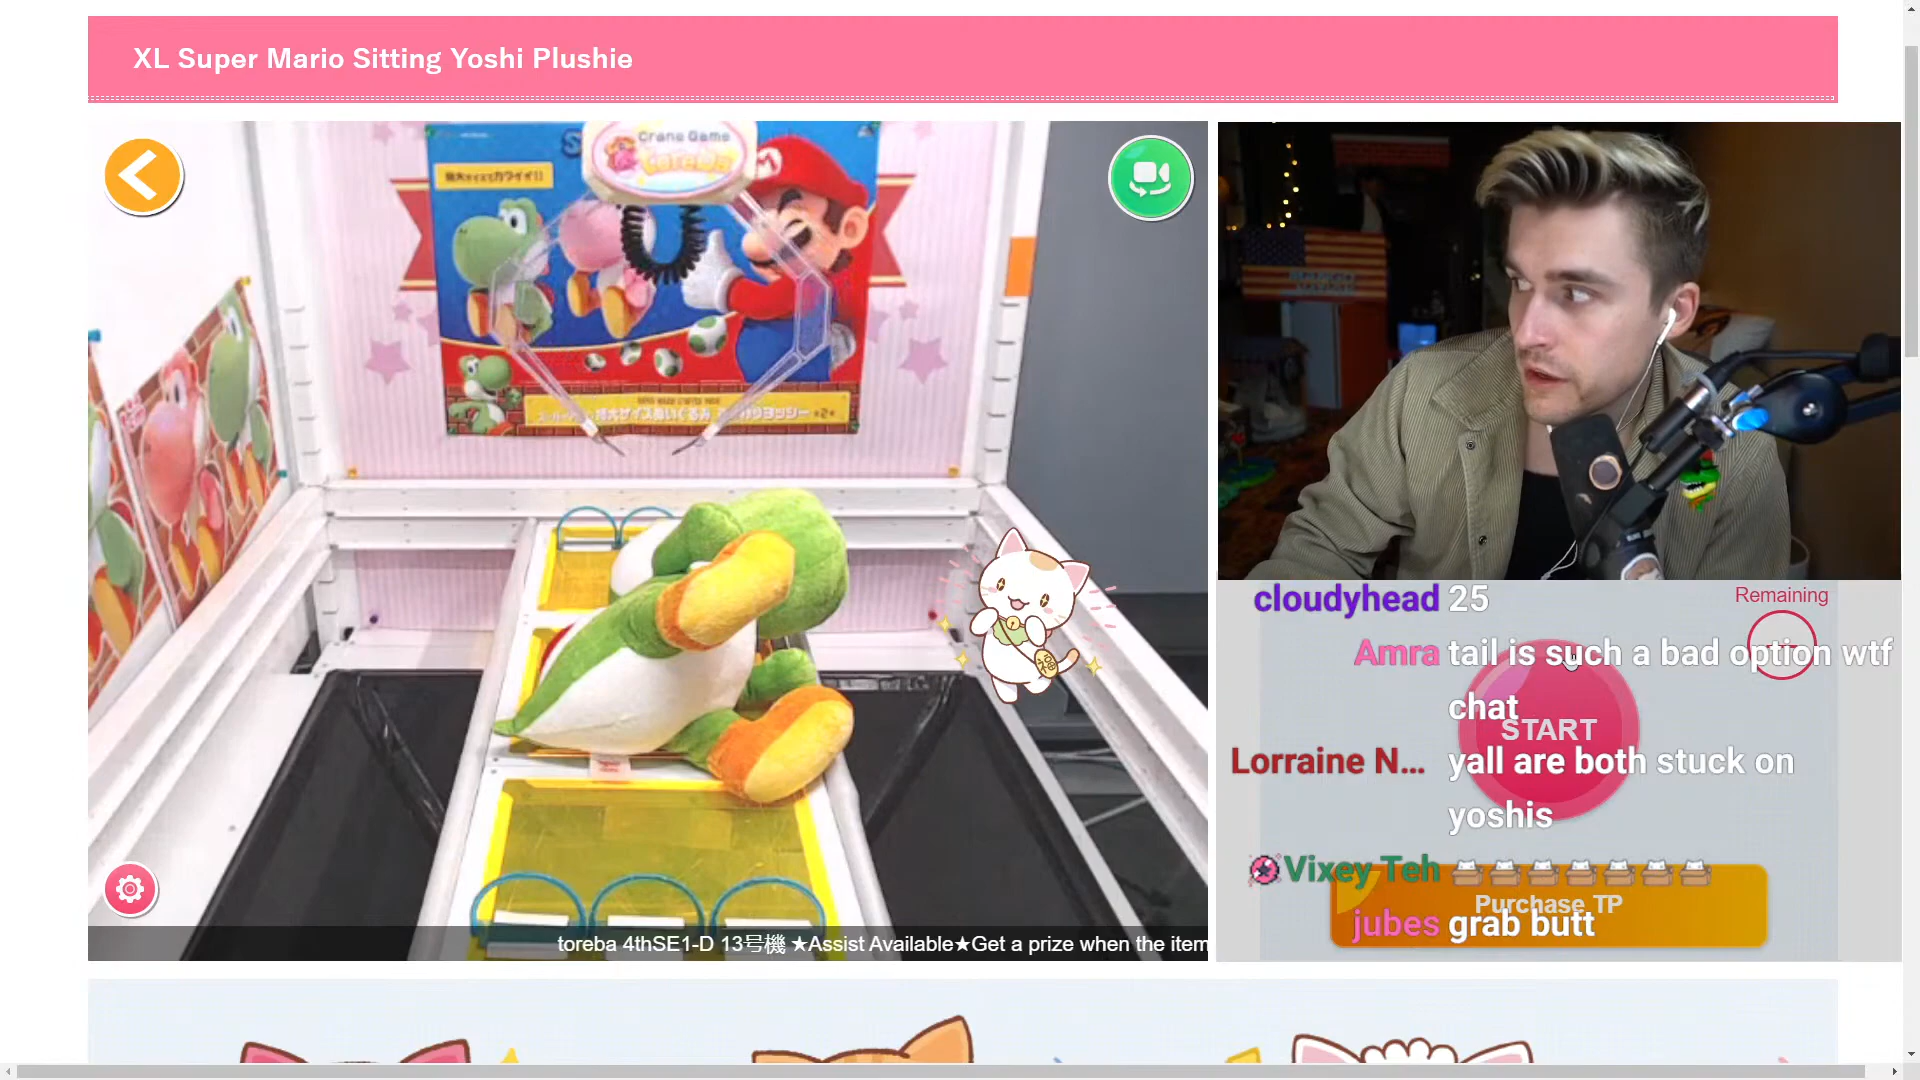 XL Super Mario Sitting Yoshi Plushie
Crane Game
toreba
toreba 4thSE1-D 13号機 ★Assist Available★Get a prize when the item
cloudyhead 25
Remaining
Amra tail is such a bad option wtf
chat
START
Lorraine N... yall are both stuck on
yoshis
Vixey Teh
Purchase TP
jubes grab butt